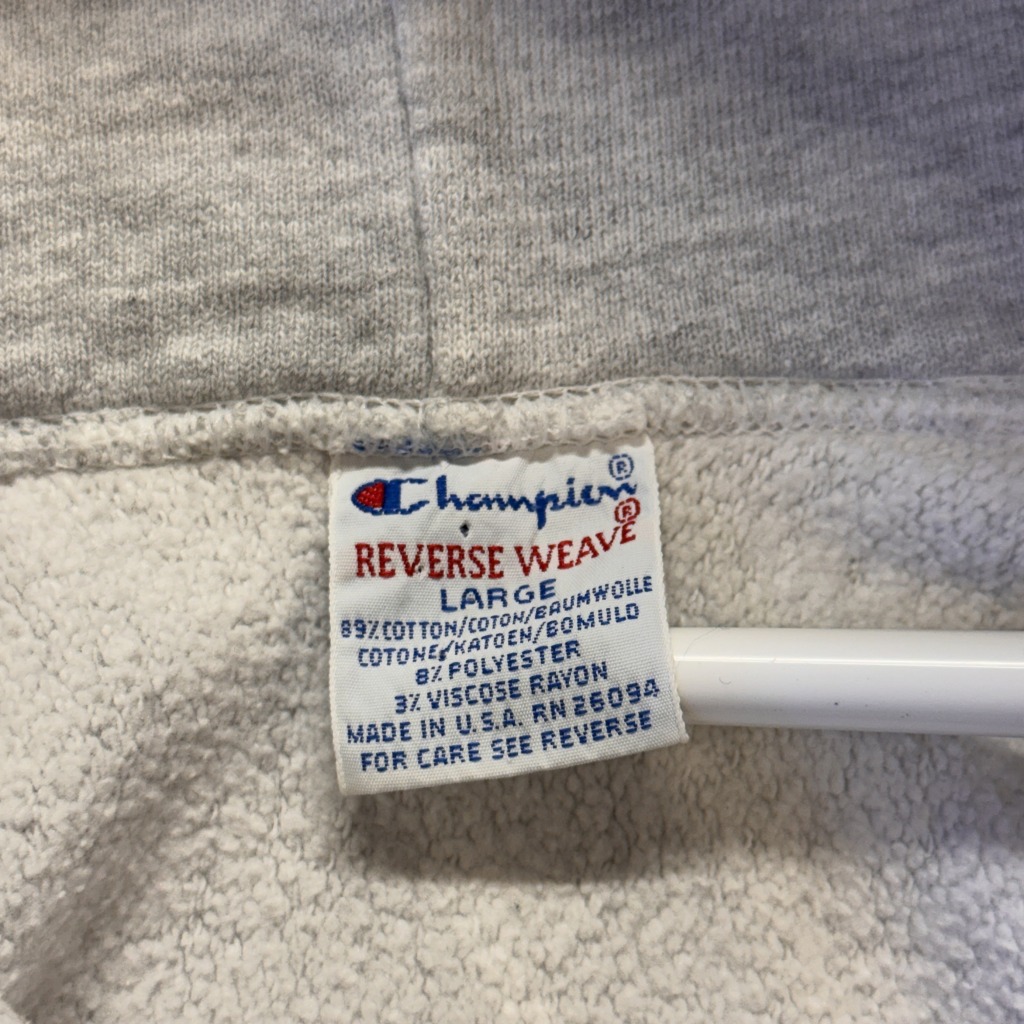 Champion®
REVERSE WEAVE®
LARGE
89% COTTON/COTON/BAUMWOLLE
COTONE/KATOEN/BOMULD
8% POLYESTER
3% VISCOSE RAYON
MADE IN U.S.A. RN 26094
FOR CARE SEE REVERSE